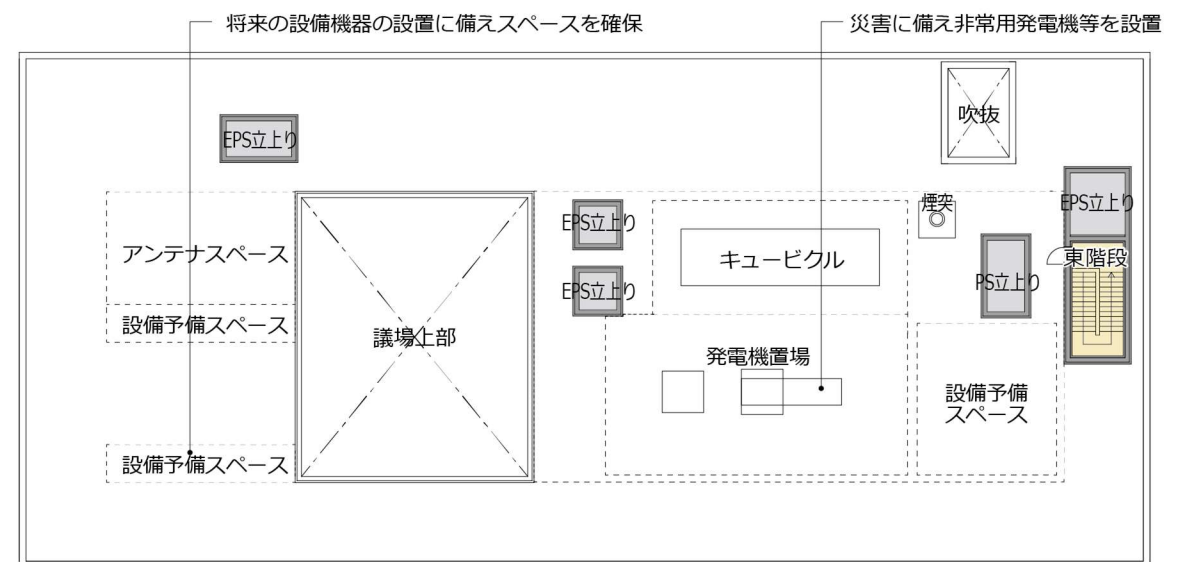 将来の設備機器の設置に備えスペースを確保
災害に備え非常用発電機等を設置
吹抜
EPS立上り
EPS立上り
煙突
EPS立上り
アンテナスペース
キュービクル
東階段
PS立上り
EPS立上り
設備予備スペース
議場上部
発電機置場
設備予備
スペース
設備予備スペース